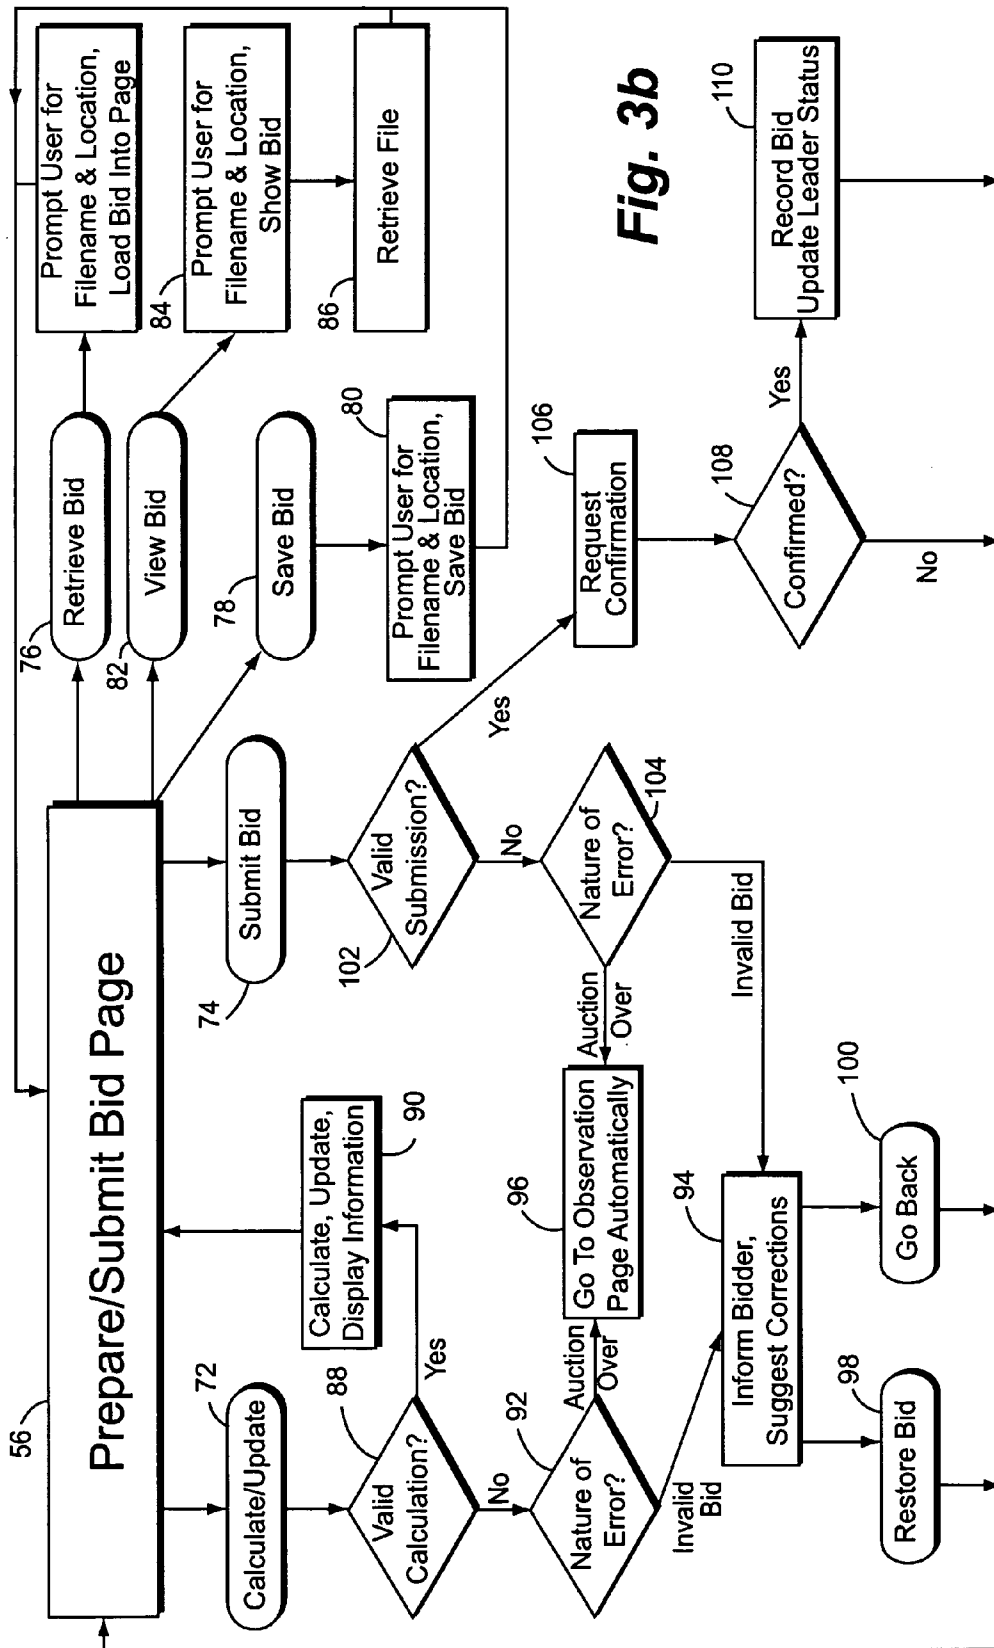 56
Prepare/Submit Bid Page
76
Retrieve Bid
Prompt User for
Filename & Location,
Load Bid Into Page
82
View Bid
84
Prompt User for
Filename & Location,
Show Bid
86
Retrieve File
78
Save Bid
80
Prompt User for
Filename & Location,
Save Bid
72
Calculate/Update
88
Valid
Calculation?
Yes
90
Calculate, Update,
Display Information
No
92
Nature of
Error?
Auction
Over
Invalid
Bid
96
Go To Observation
Page Automatically
74
Submit Bid
102
Valid
Submission?
No
Yes
Nature of
Error?
104
Auction
Over
Invalid Bid
94
Inform Bidder,
Suggest Corrections
98
Restore Bid
100
Go Back
106
Request
Confirmation
108
Confirmed?
Yes
No
110
Record Bid
Update Leader Status
Fig. 3b